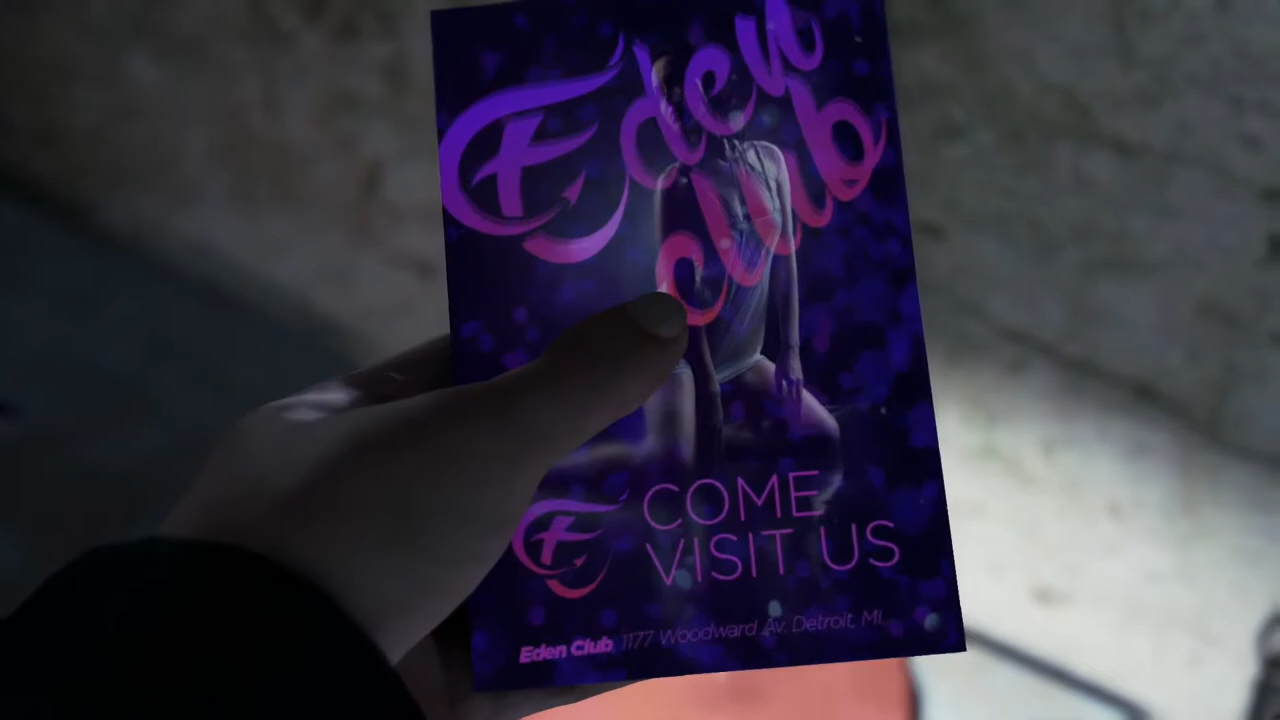 Eden
club
COME
VISIT US
Eden Club, 1177 Woodward Av. Detroit, MI.